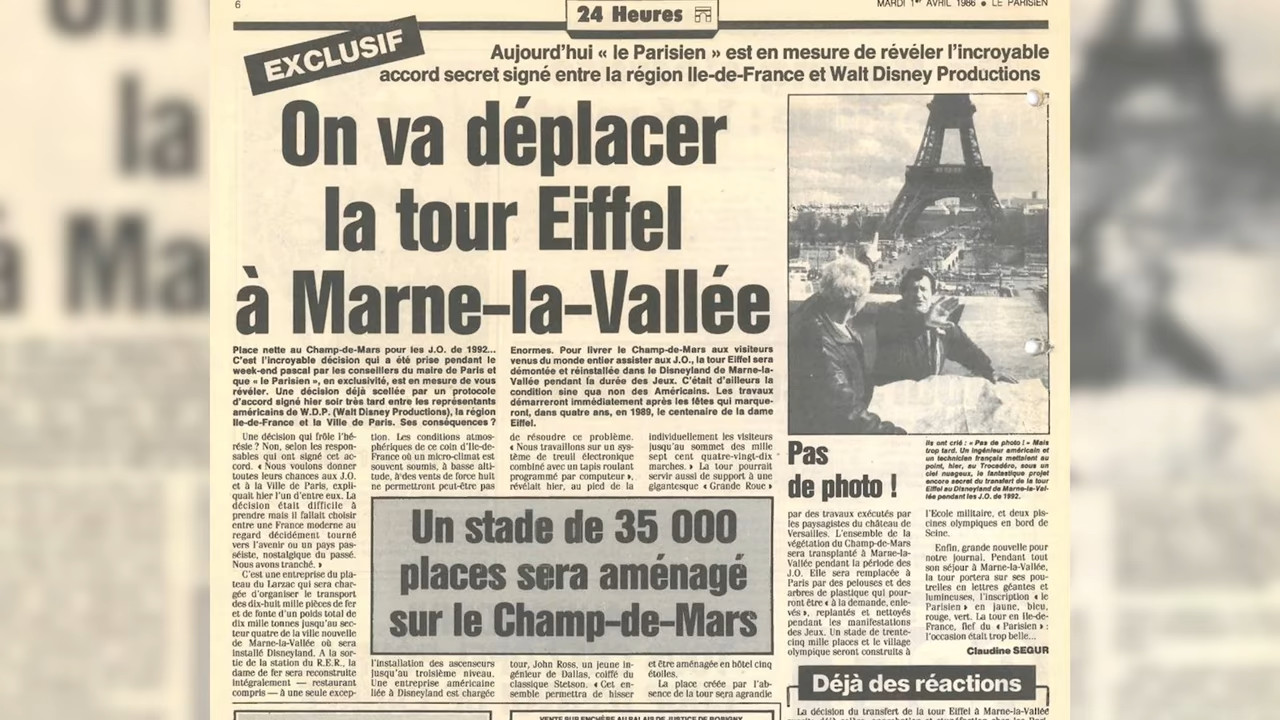 6
24 Heures
MARDI 1er AVRIL 1986 ● LE PARISIEN
EXCLUSIF
Aujourd'hui « le Parisien » est en mesure de révéler l'incroyable
accord secret signé entre la région Ile-de-France et Walt Disney Productions
On va déplacer
la tour Eiffel
à Marne-la-Vallée
Place nette au Champ-de-Mars pour les J.O. de 1992...
C'est l'incroyable décision qui a été prise pendant le
week-end pascal par les conseillers du maire de Paris et
que « le Parisien », en exclusivité, est en mesure de vous
révéler. Une décision déjà scellée par un protocole
d'accord signé hier soir très tard entre les représentants
américains de W.D.P. (Walt Disney Productions), la région
Ile-de-France et la Ville de Paris. Ses conséquences ?
Enormes. Pour livrer le Champ-de-Mars aux visiteurs
venus du monde entier assister aux J.O., la tour Eiffel sera
démontée et réinstallée dans le Disneyland de Marne-la-
Vallée pendant la durée des Jeux. C'était d'ailleurs la
condition sine qua non des Américains. Les travaux
démarreront immédiatement après les fêtes qui marque-
ront, dans quatre ans, en 1989, le centenaire de la dame
Eiffel.
Une décision qui frôle l'hé-
résie ? Non, selon les respon-
sables qui ont signé cet ac-
cord. « Nous voulons donner
toutes leurs chances aux J.O.
et à la Ville de Paris, expli-
quait hier l'un d'entre eux. La
décision était difficile à
prendre mais il fallait choisir
entre une France moderne au
regard décidément tourné
vers l'avenir ou un pays pas-
séiste, nostalgique du passé.
Nous avons tranché. »
C'est une entreprise du pla-
teau du Larzac qui sera char-
gée d'organiser le transport
des dix-huit mille pièces de fer
et de fonte d'un poids total de
dix mille tonnes jusqu'au sec-
teur quatre de la ville nouvelle
de Marne-la-Vallée où sera
installé Disneyland. A la sor-
tie de la station du R.E.R., la
dame de fer sera reconstruite
intégralement — restaurant
compris — à une seule excep-
tion. Les conditions atmos-
phériques de ce coin d'Ile-de-
France où un micro-climat est
souvent soumis, à basse alti-
tude, à des vents de force huit
ne permettront peut-être pas
l'installation des ascenseurs
jusqu'au troisième niveau.
Une entreprise américaine
liée à Disneyland est chargée
de résoudre ce problème.
« Nous travaillons sur un sys-
tème de treuil électronique
combiné avec un tapis roulant
programmé par computeur »,
révélait hier, au pied de la
tour, John Ross, un jeune in-
génieur de Dallas, coiffé du
classique Stetson. « Cet en-
semble permettra de hisser
individuellement les visiteurs
jusqu'au sommet des mille
sept cent quatre-vingt-dix
marches. » La tour pourrait
servir aussi de support à une
gigantesque « Grande Roue »
et être aménagée en hôtel cinq
étoiles.
La place créée par l'ab-
sence de la tour sera agrandie
Un stade de 35 000
places sera aménagé
sur le Champ-de-Mars
Pas
de photo !
Ils ont crié : « Pas de photo ! » Mais
trop tard. Un ingénieur américain et
un technicien français mettaient au
point, hier, au Trocadéro, sous un
ciel nuageux, le fantastique projet
encore secret du transfert de la tour
Eiffel au Disneyland de Marne-la-Val-
lée pendant les J.O. de 1992.
par des travaux exécutés par
les paysagistes du château de
Versailles. L'ensemble de la
végétation du Champ-de-Mars
sera transplanté à Marne-la-
Vallée pendant la période des
J.O. Elle sera remplacée à
Paris par des pelouses et des
arbres de plastique qui pour-
ront être « à la demande, enle-
vés », replantés et nettoyés
pendant les manifestations
des Jeux. Un stade de trente-
cinq mille places et le village
olympique seront construits à
l'Ecole militaire, et deux pis-
cines olympiques en bord de
Seine.
Enfin, grande nouvelle pour
notre journal. Pendant tout
son séjour à Marne-la-Vallée,
la tour portera sur ses pou-
trelles en lettres géantes et
lumineuses, l'inscription « le
Parisien » en jaune, bleu,
rouge, vert. La tour en Ile-de-
France, fief du « Parisien » :
l'occasion était trop belle...
Claudine SEGUR
Déjà des réactions
La décision du transfert de la tour Eiffel à Marne-la-Vallée
VENTE SUR ENCHÈRE AU PALAIS DE JUSTICE DE BOBIGNY